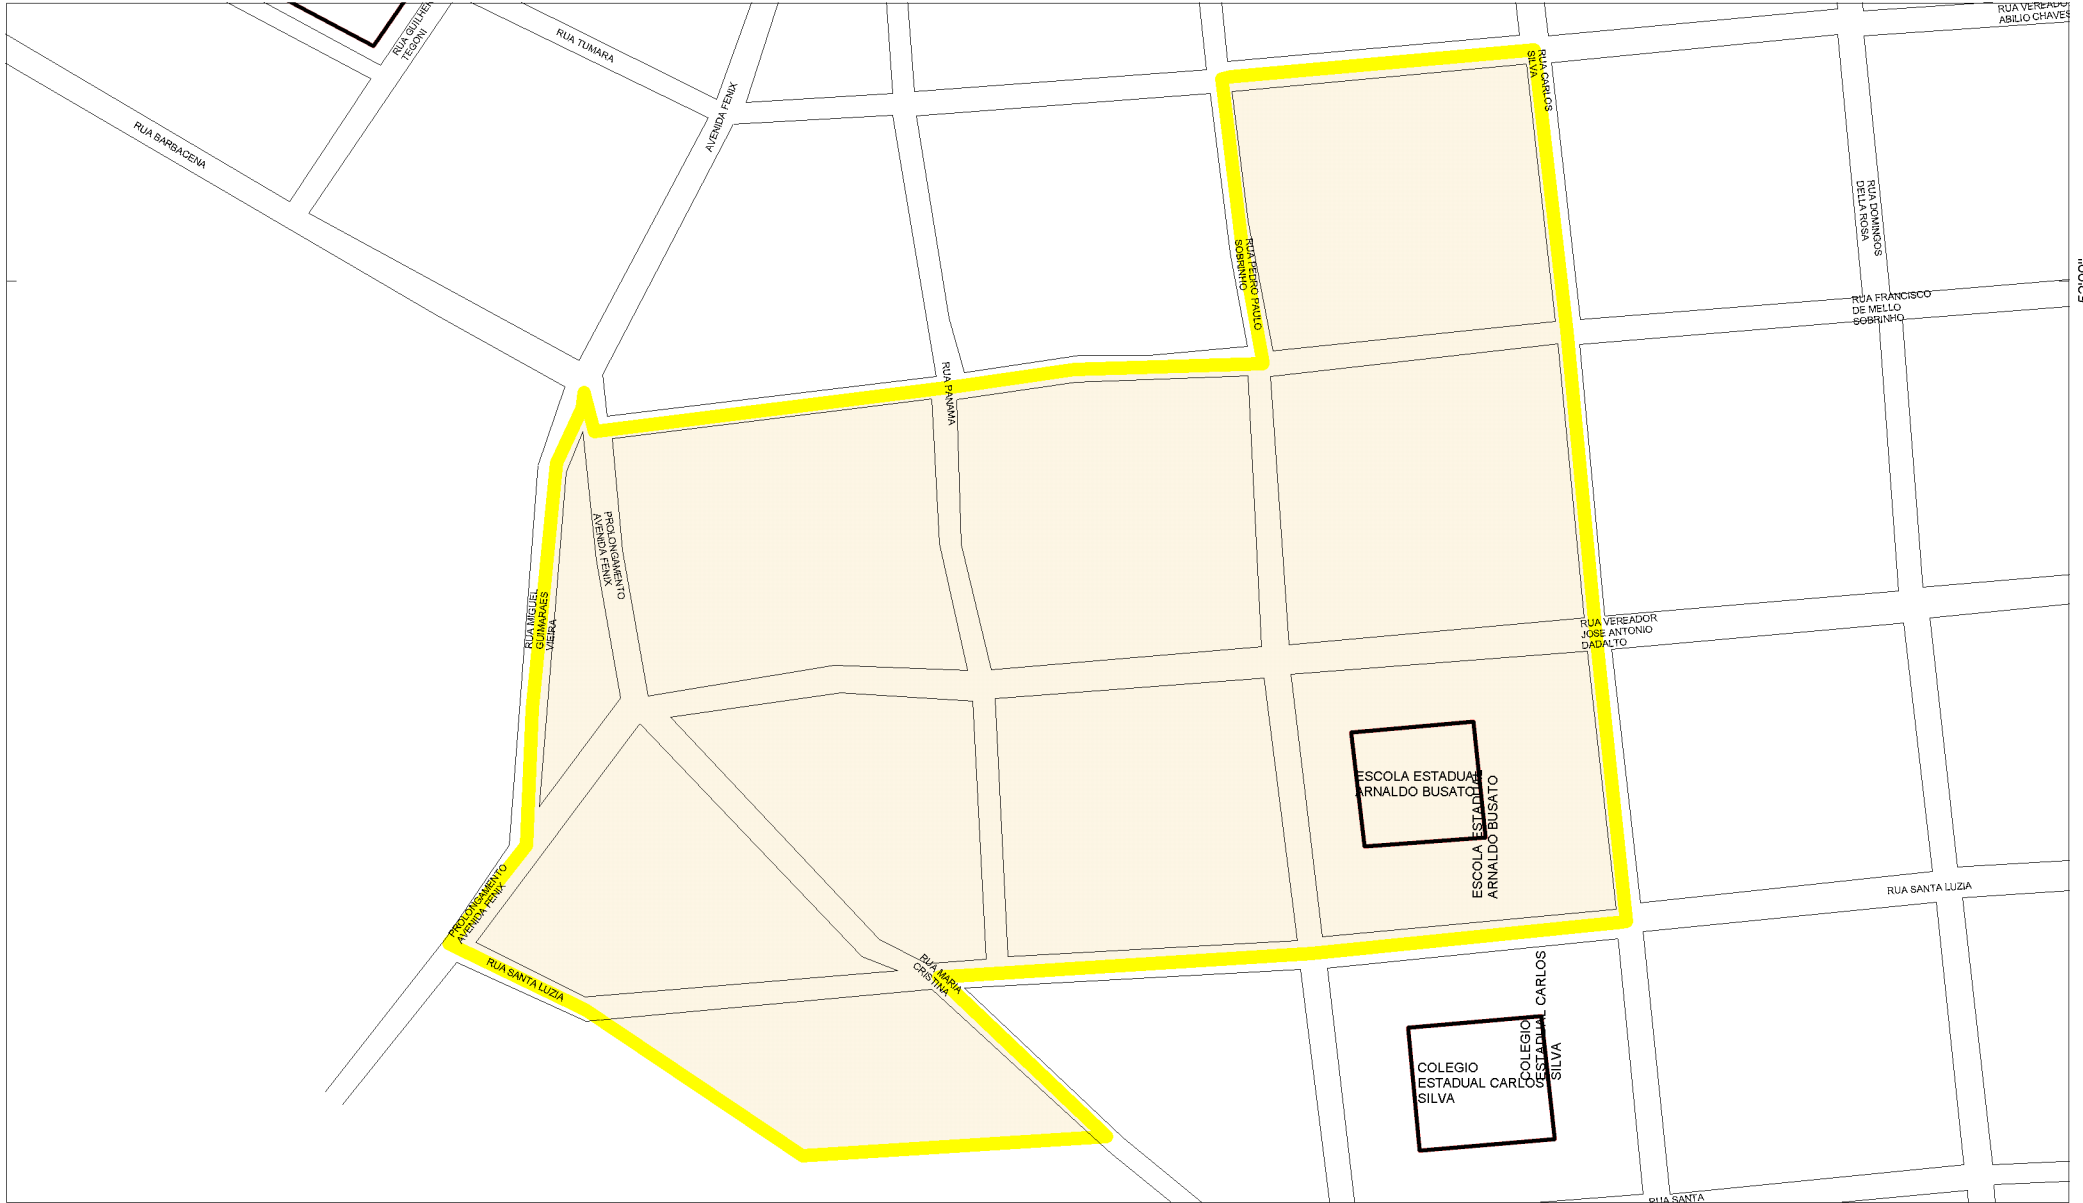 RUA VEREADO
ABILIO CHAVES
RUA GUILHER
TEGONI
RUA TUMARA
RUA CARLOS
SILVA
AVENIDA FENIX
RUA BARBACENA
RUA DOMINGOS
DELLA ROSA
RUA PEDRO PAULO
SOBRINHO
RUA FRANCISCO
DE MELLO
SOBRINHO
RUA PANAMA
PROLONGAMENTO
AVENIDA FENIX
RUA MIGUEL
GUIMARAES
VIEIRA
RUA VEREADOR
JOSE ANTONIO
DADALTO
ESCOLA ESTADUAL
ARNALDO BUSATO
ESCOLA ESTADUAL
ARNALDO BUSATO
PROLONGAMENTO
AVENIDA FENIX
RUA SANTA LUZIA
RUA SANTA LUZIA
RUA MARIA
CRISTINA
COLEGIO
ESTADUAL CARLOS
SILVA
COLEGIO
ESTADUAL CARLOS
SILVA
RUA SANTA